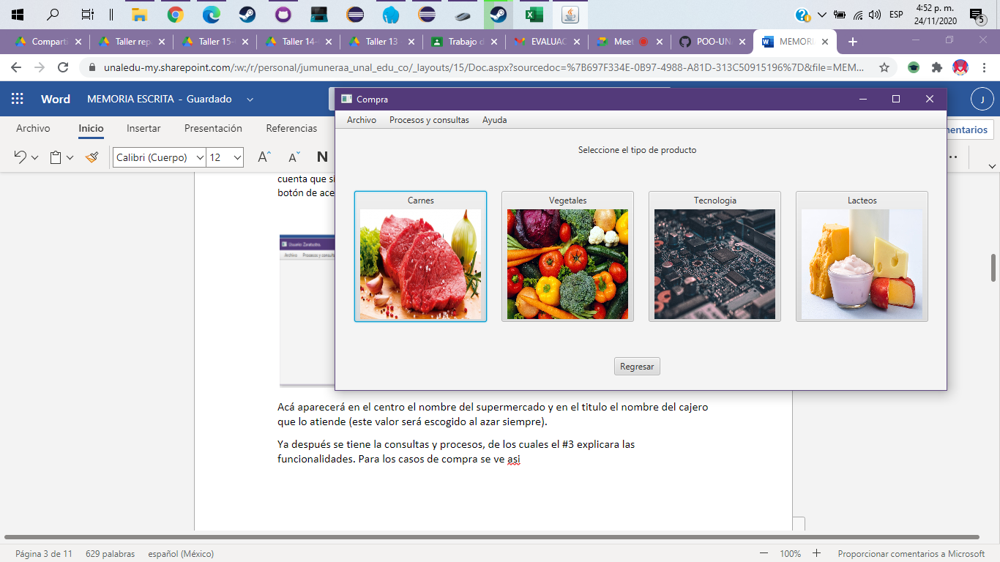 ESP
4:52 p. m.
24/11/2020
5
Comparti
Taller rep
Taller 15-
Taller 14-
Taller 13
Trabajo d
EVALUAC
Meet
POO-UNA
MEMORI
unaledu-my.sharepoint.com/:w:/r/personal/jumuneraa_unal_edu_co/_layouts/15/Doc.aspx?sourcedoc=%7B697F334E-0B97-4988-A81D-313C50915196%7D&file=MEM...
Word
MEMORIA ESCRITA - Guardado
J
Archivo
Inicio
Insertar
Presentación
Referencias
nentarios
Calibri (Cuerpo)
12
A
A
N
cuenta que si
botón de ace
Usuario: Zaratustra.
Archivo Procesos y consulta
Compra
Archivo Procesos y consultas Ayuda
Seleccione el tipo de producto
Carnes
Vegetales
Tecnologia
Lacteos
Regresar
Acá aparecerá en el centro el nombre del supermercado y en el titulo el nombre del cajero
que lo atiende (este valor será escogido al azar siempre).
Ya después se tiene la consultas y procesos, de los cuales el #3 explicara las
funcionalidades. Para los casos de compra se ve asi
Página 3 de 11
629 palabras
español (México)
100%
Proporcionar comentarios a Microsoft